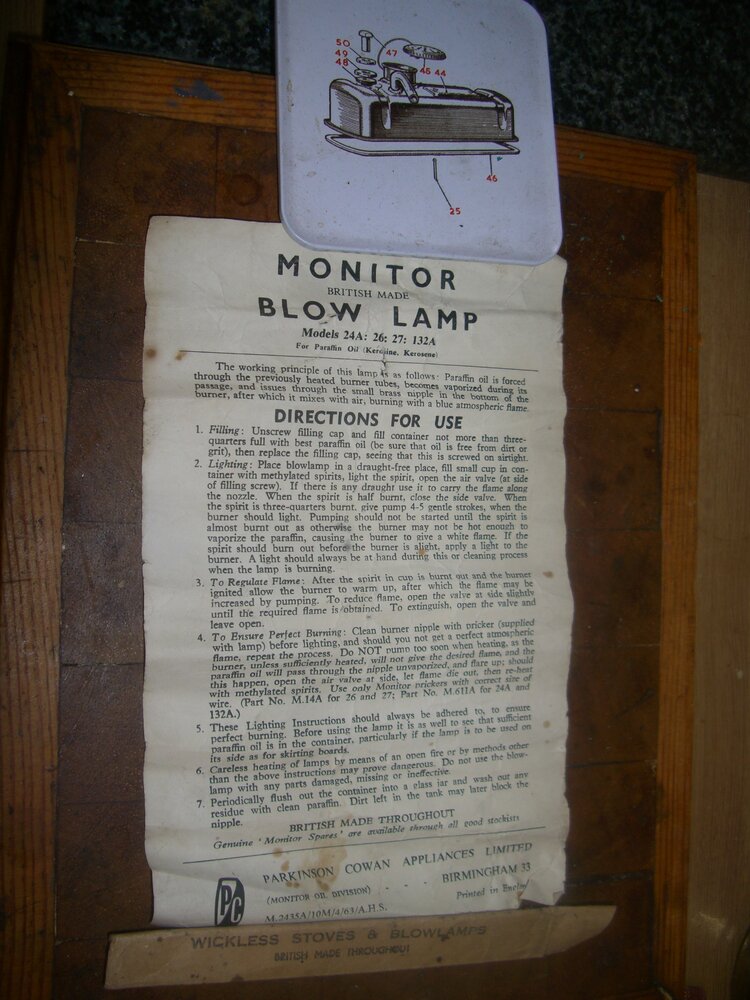 50
49
48
47
45 44
46
25
MONITOR
BRITISH MADE
BLOW LAMP
Models 24A: 26: 27: 132A
For Paraffin Oil (Kerosine, Kerosene)
The working principle of this lamp is as follows: Paraffin oil is forced
through the previously heated burner tubes, becomes vaporized during its
passage, and issues through the small brass nipple in the bottom of the
burner, after which it mixes with air, burning with a blue atmospheric flame.
DIRECTIONS FOR USE
1. Filling: Unscrew filling cap and fill container not more than three-
quarters full with best paraffin oil (be sure that oil is free from dirt or
grit), then replace the filling cap, seeing that this is screwed on airtight.
2. Lighting: Place blowlamp in a draught-free place, fill small cup in con-
tainer with methylated spirits, light the spirit, open the air valve (at side
of filling screw). If there is any draught use it to carry the flame along
the nozzle. When the spirit is half burnt, close the side valve. When
the spirit is three-quarters burnt, give pump 4-5 gentle strokes, when the
burner should light. Pumping should not be started until the spirit is
almost burnt out as otherwise the burner may not be hot enough to
vaporize the paraffin, causing the burner to give a white flame. If the
spirit should burn out before the burner is alight, apply a light to the
burner. A light should always be at hand during this or cleaning process
when the lamp is burning.
3. To Regulate Flame: After the spirit in cup is burnt out and the burner
ignited allow the burner to warm up, after which the flame may be
increased by pumping. To reduce flame, open the valve at side slightly
until the required flame is obtained. To extinguish, open the valve and
leave open.
4. To Ensure Perfect Burning: Clean burner nipple with pricker (supplied
with lamp) before lighting, and should you not get a perfect atmospheric
flame, repeat the process. Do NOT pump too soon when heating, as the
burner, unless sufficiently heated, will not give the desired flame, and the
paraffin oil will pass through the nipple unvaporized, and flare up; should
this happen, open the air valve at side, let flame die out, then re-heat
with methylated spirits. Use only Monitor prickers with correct size of
wire. (Part No. M.14A for 26 and 27; Part No. M.611A for 24A and
132A.)
5. These Lighting Instructions should always be adhered to, to ensure
perfect burning. Before using the lamp it is as well to see that sufficient
paraffin oil is in the container, particularly if the lamp is to be used on
its side as for skirting boards.
6. Careless heating of lamps by means of an open fire or by methods other
than the above instructions may prove dangerous. Do not use the blow-
lamp with any parts damaged, missing or ineffective.
7. Periodically flush out the container into a glass jar and wash out any
residue with clean paraffin. Dirt left in the tank may later block the
nipple.
BRITISH MADE THROUGHOUT
Genuine 'Monitor Spares' are available through all good stockists
PARKINSON COWAN APPLIANCES LIMITED
(MONITOR OIL DIVISION) - - BIRMINGHAM 33
PC
M.2435A/10M/4/63/A.H.S. Printed in
WICKLESS STOVES & BLOWLAMPS
BRITISH MADE THROUGHOUT